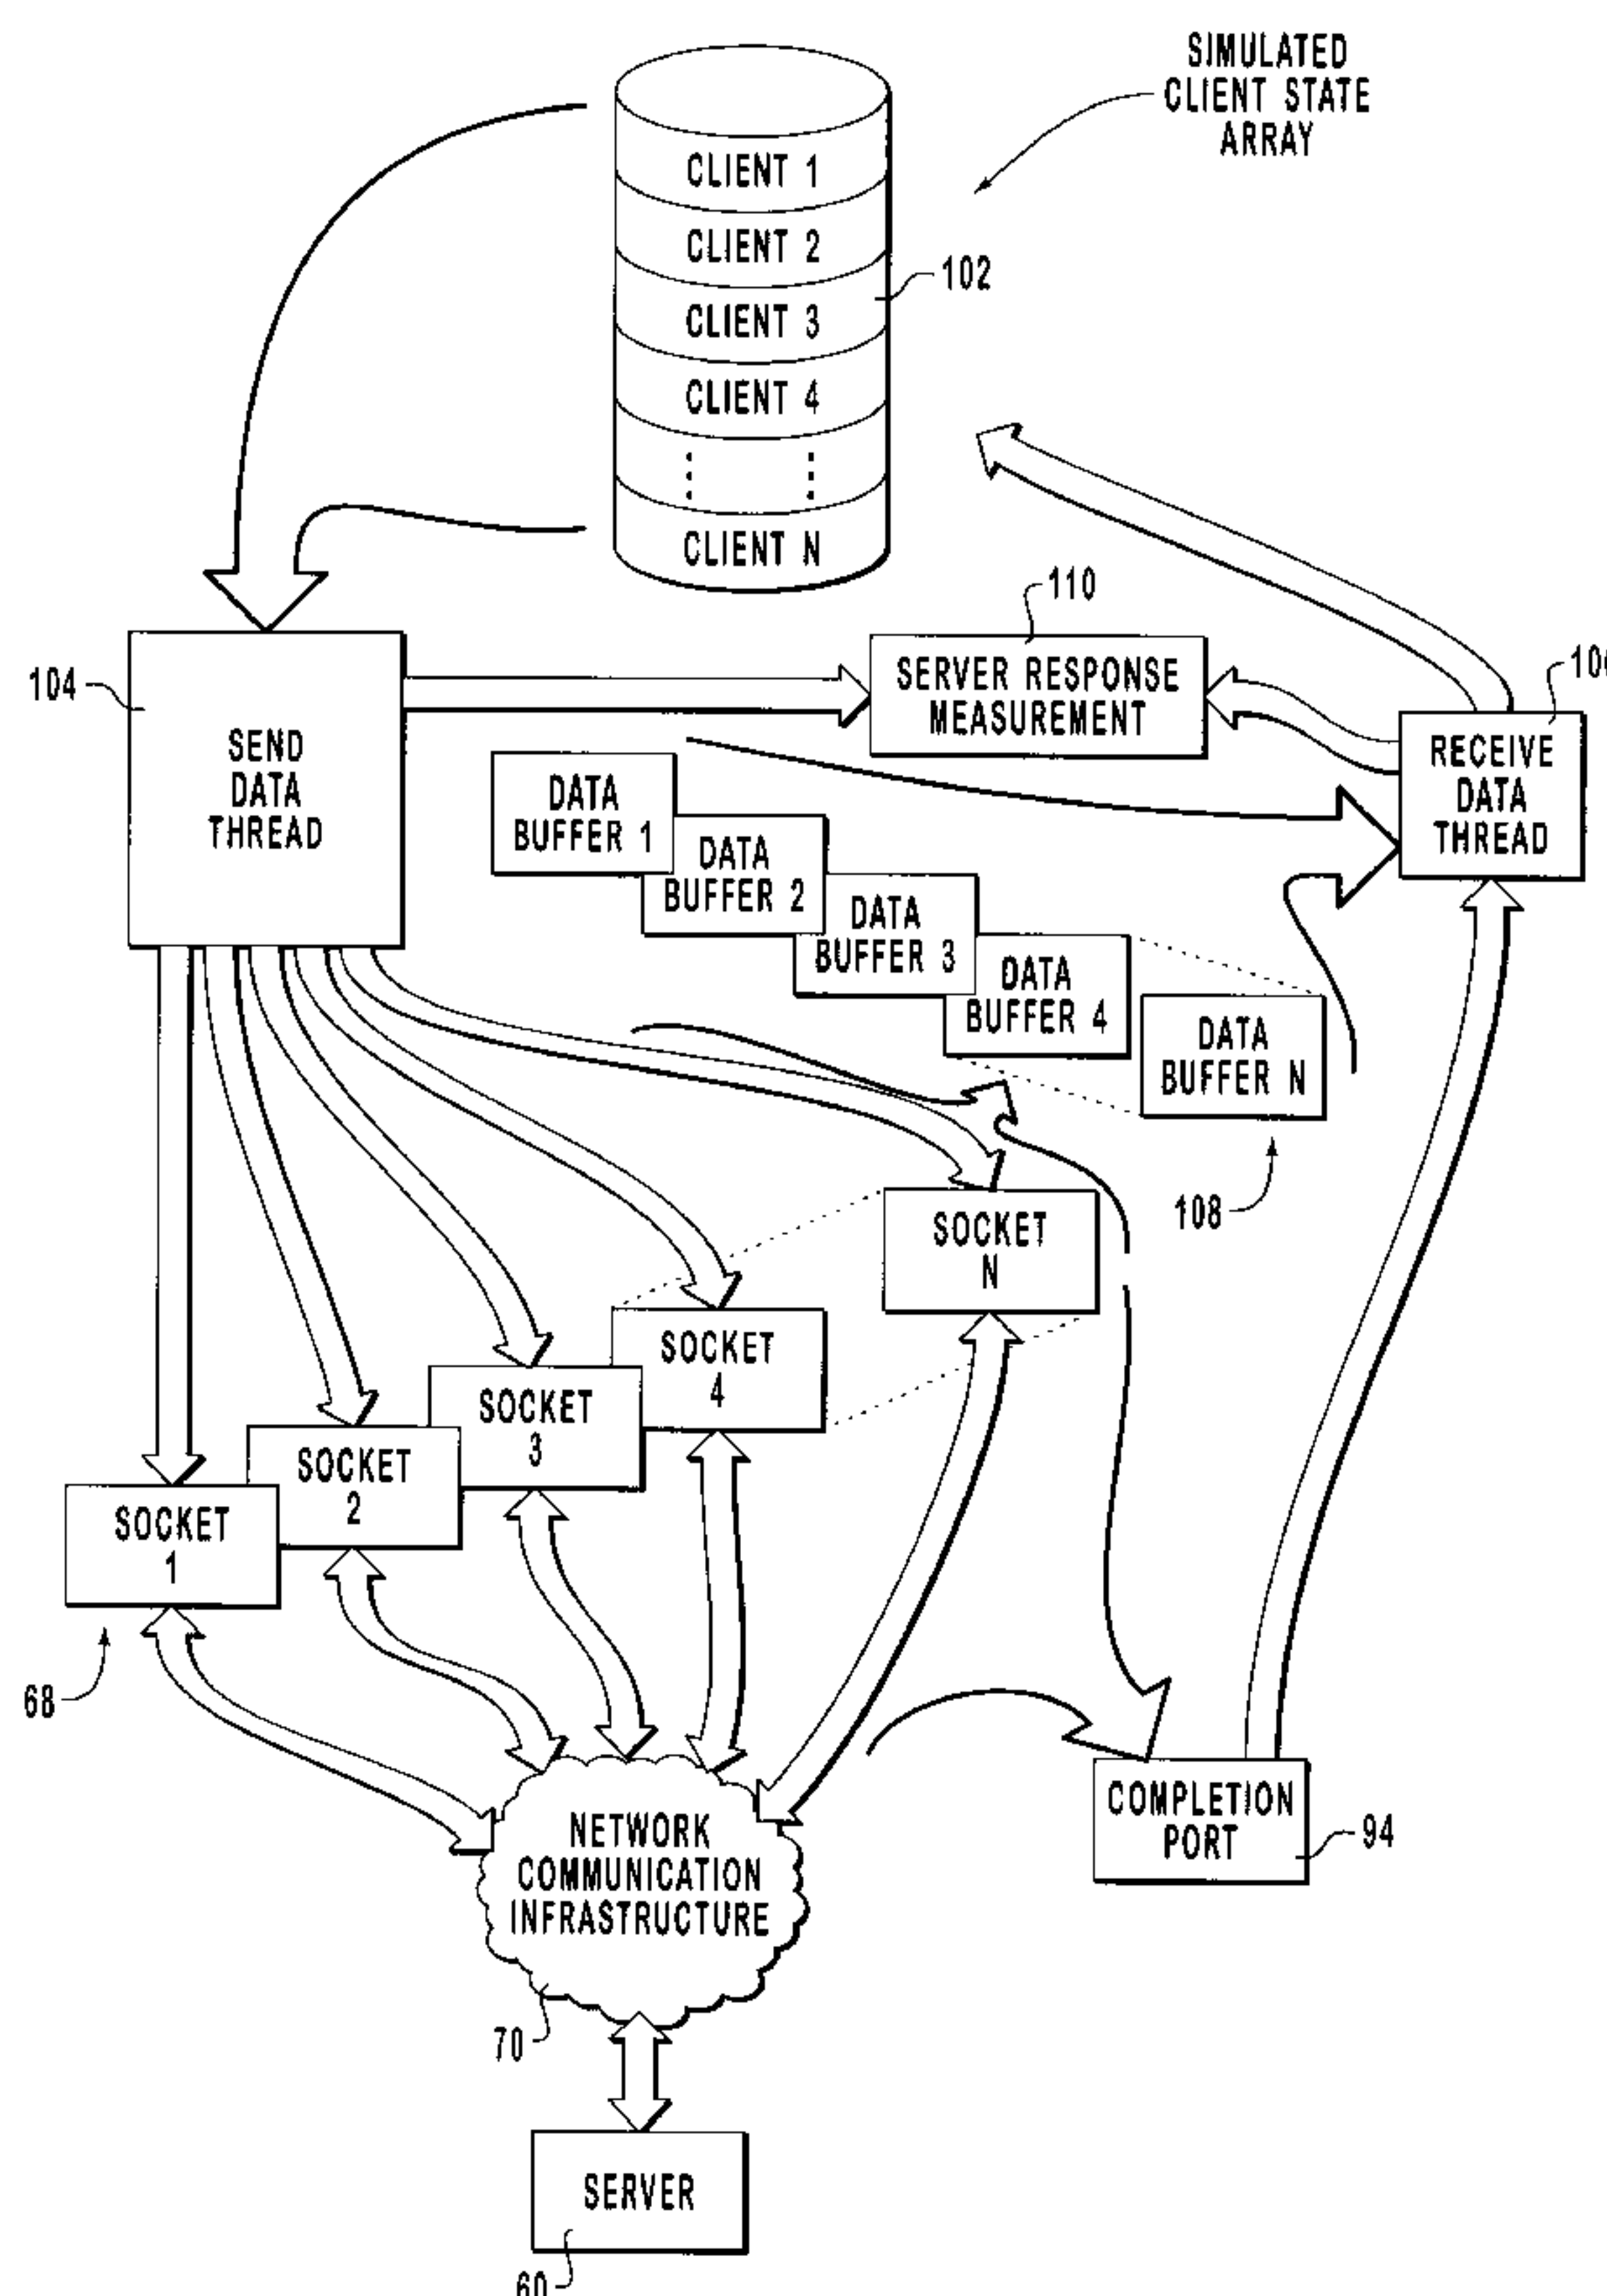 SIMULATED
CLIENT STATE
ARRAY
CLIENT 1
CLIENT 2
102
CLIENT 3
CLIENT 4
CLIENT N
110
SERVER RESPONSE
MEASUREMENT
104
SEND
DATA
THREAD
RECEIVE
DATA
THREAD
DATA
BUFFER 1
DATA
BUFFER 2
DATA
BUFFER 3
DATA
BUFFER 4
DATA
BUFFER N
108
SOCKET
N
SOCKET
4
SOCKET
3
SOCKET
2
SOCKET
1
68
NETWORK
COMMUNICATION
INFRASTRUCTURE
COMPLETION
PORT
94
70
SERVER
60